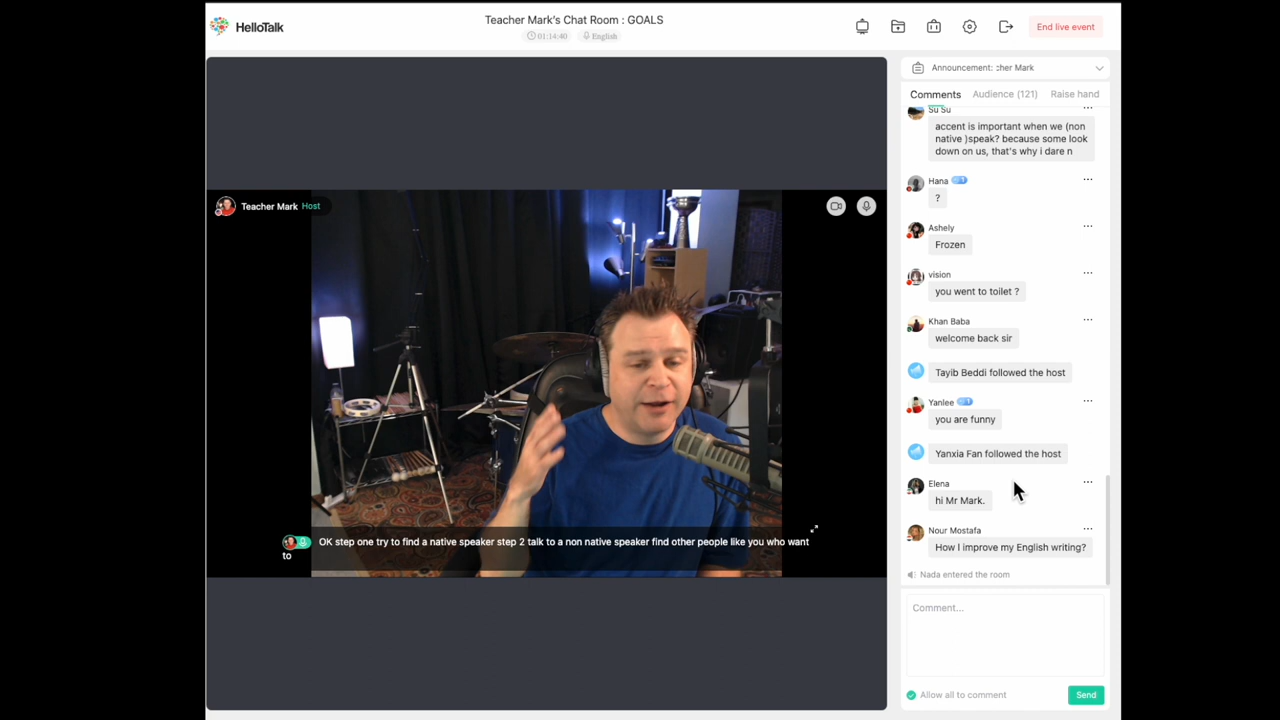 HelloTalk
Teacher Mark's Chat Room : GOALS
01:14:40 English
End live event
Announcement: :her Mark
Comments Audience (121) Raise hand
Teacher Mark Host
OK step one try to find a native speaker step 2 talk to a non native speaker find other people like you who want
to
Su Su
accent is important when we (non
native )speak? because some look
down on us, that's why i dare n
Hana
?
Ashely
Frozen
vision
you went to toilet ?
Khan Baba
welcome back sir
Tayib Beddi followed the host
Yanlee
you are funny
Yanxia Fan followed the host
Elena
hi Mr Mark.
Nour Mostafa
How I improve my English writing?
Nada entered the room
Comment...
Allow all to comment
Send